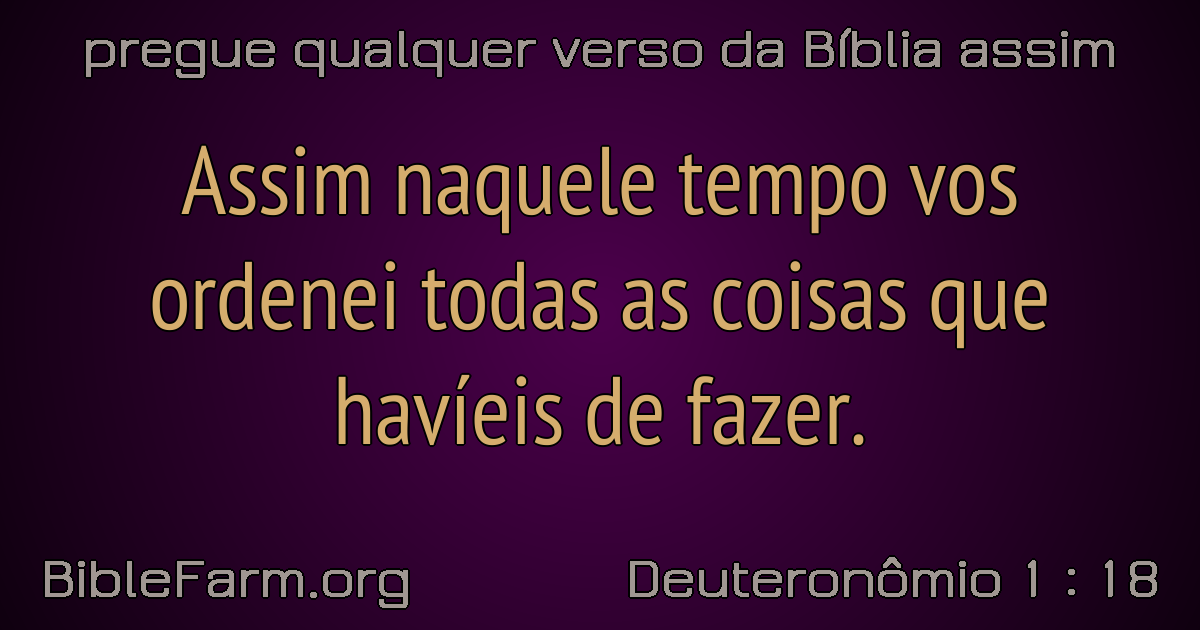 pregue qualquer verso da Bíblia assim
Assim naquele tempo vos
ordenei todas as coisas que
havíeis de fazer.
BibleFarm.org
Deuteronômio 1 : 18